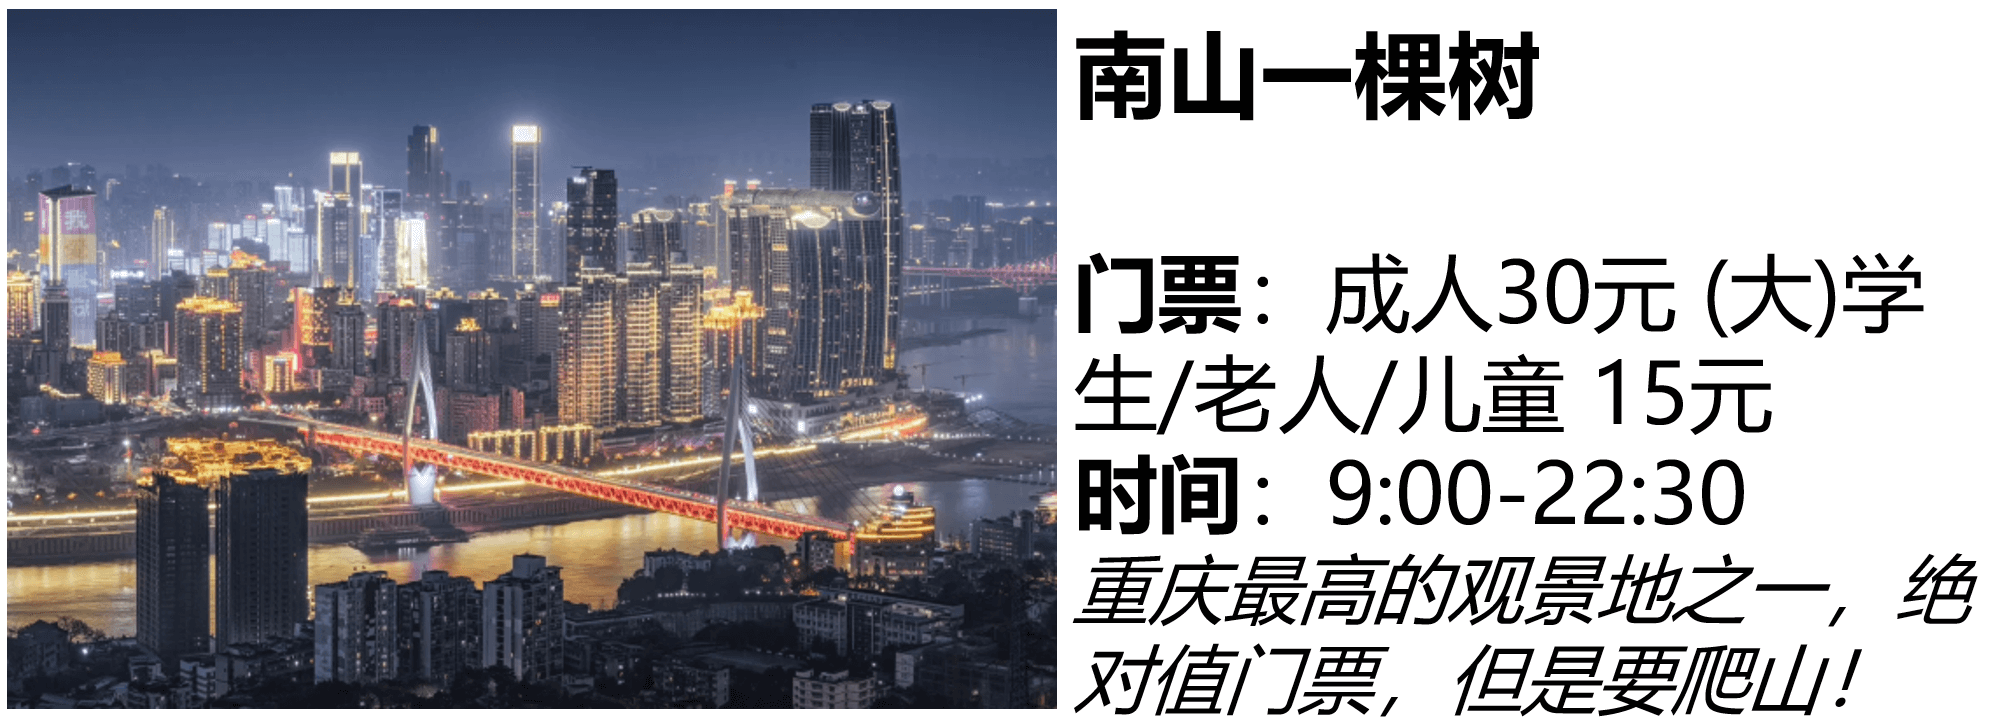 我
南山一棵树
门票：成人30元 (大)学
生/老人/儿童 15元
时间：9:00-22:30
重庆最高的观景地之一，绝
对值门票，但是要爬山！